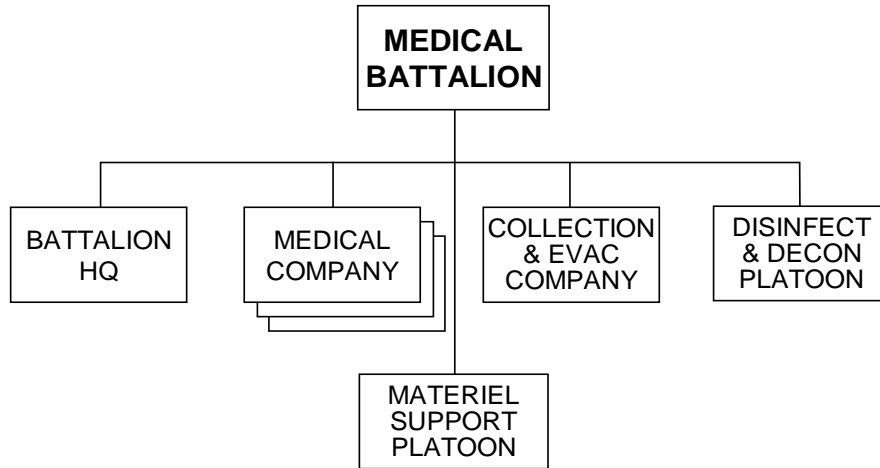 MEDICAL
BATTALION
BATTALION
HQ
MEDICAL
COMPANY
COLLECTION
& EVAC
COMPANY
DISINFECT
& DECON
PLATOON
MATERIEL
SUPPORT
PLATOON